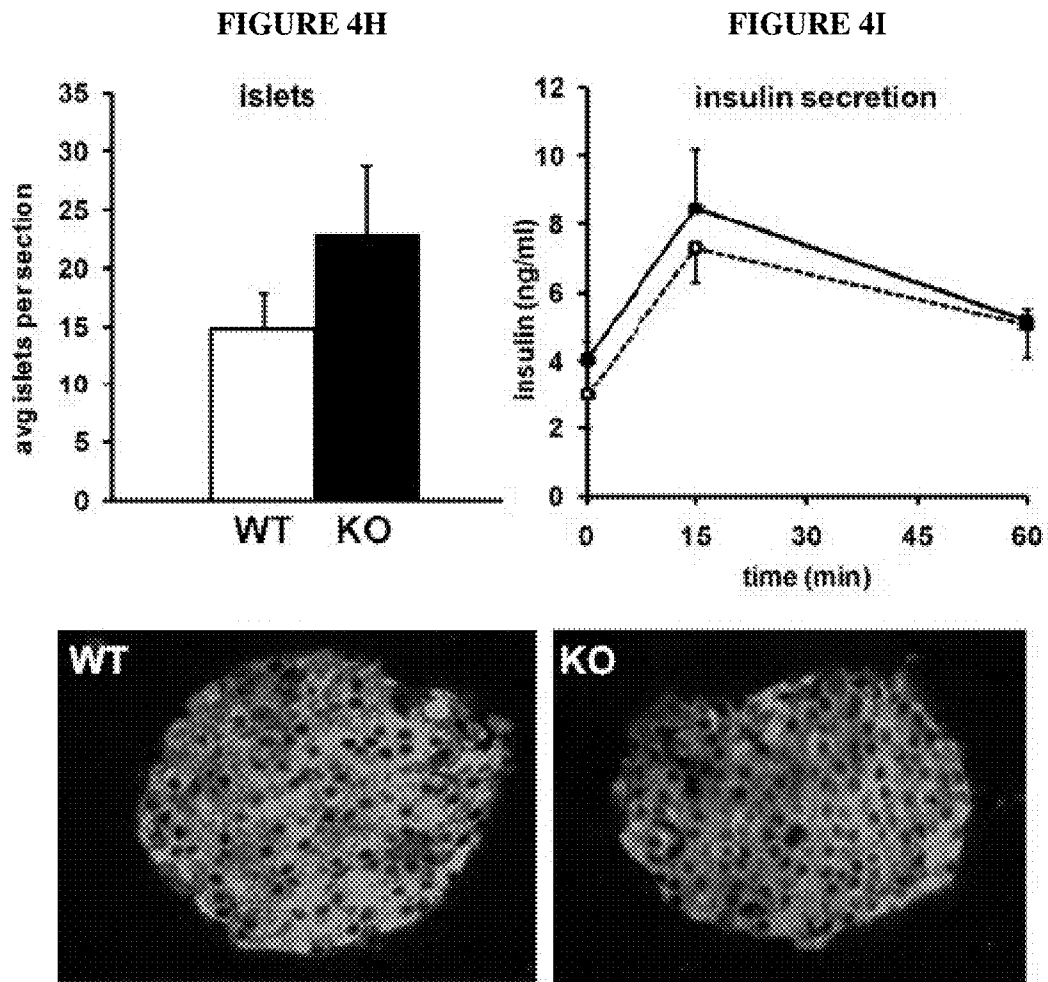 FIGURE 4H
islets
avg islets per section
35
30
25
20
15
10
5
0
WT KO
FIGURE 4I
insulin secretion
insulin (ng/ml)
12
10
8
6
4
2
0
0 15 30 45 60
time (min)
WT
KO